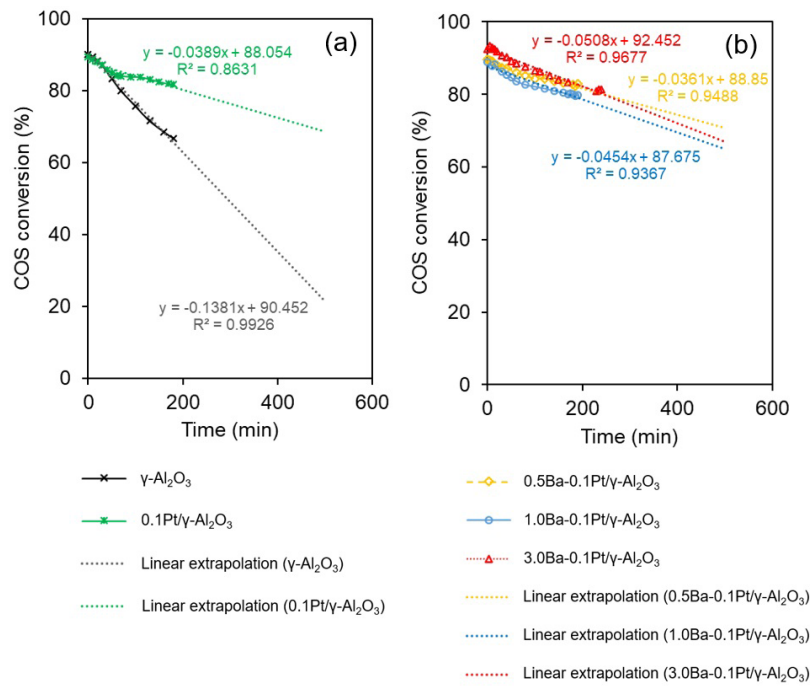 (a)
COS conversion (%)
100
80
60
40
20
0
0
200
400
600
Time (min)
y = -0.0389x + 88.054
R² = 0.8631
y = -0.1381x + 90.452
R² = 0.9926
γ-Al₂O₃
0.1Pt/γ-Al₂O₃
Linear extrapolation (γ-Al₂O₃)
Linear extrapolation (0.1Pt/γ-Al₂O₃)
(b)
COS conversion (%)
100
80
60
40
20
0
0
200
400
600
Time (min)
y = -0.0508x + 92.452
R² = 0.9677
y = -0.0361x + 88.85
R² = 0.9488
y = -0.0454x + 87.675
R² = 0.9367
0.5Ba-0.1Pt/γ-Al₂O₃
1.0Ba-0.1Pt/γ-Al₂O₃
3.0Ba-0.1Pt/γ-Al₂O₃
Linear extrapolation (0.5Ba-0.1Pt/γ-Al₂O₃)
Linear extrapolation (1.0Ba-0.1Pt/γ-Al₂O₃)
Linear extrapolation (3.0Ba-0.1Pt/γ-Al₂O₃)